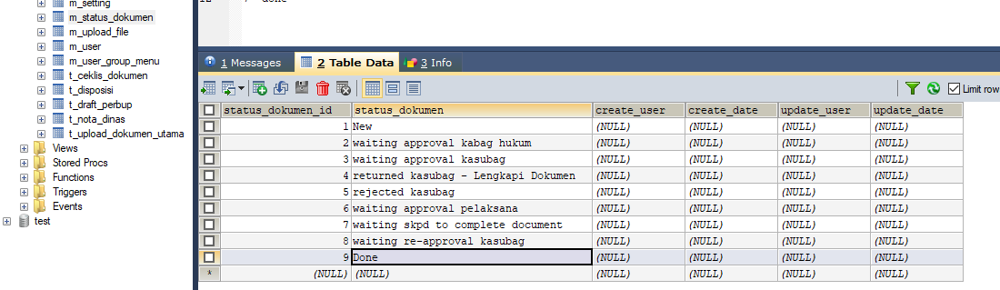 m_setting
m_status_dokumen
m_upload_file
m_user
m_user_group_menu
t_ceklis_dokumen
t_disposisi
t_draft_perbup
t_nota_dinas
t_upload_dokumen_utama
Views
Stored Procs
Functions
Triggers
Events
test
1 Messages 2 Table Data 3 Info
Limit row
status_dokumen_id status_dokumen create_user create_date update_user update_date
1 New (NULL) (NULL) (NULL) (NULL)
2 waiting approval kabag hukum (NULL) (NULL) (NULL) (NULL)
3 waiting approval kasubag (NULL) (NULL) (NULL) (NULL)
4 returned kasubag - Lengkapi Dokumen (NULL) (NULL) (NULL) (NULL)
5 rejected kasubag (NULL) (NULL) (NULL) (NULL)
6 waiting approval pelaksana (NULL) (NULL) (NULL) (NULL)
7 waiting skpd to complete document (NULL) (NULL) (NULL) (NULL)
8 waiting re-approval kasubag (NULL) (NULL) (NULL) (NULL)
9 Done (NULL) (NULL) (NULL) (NULL)
* (NULL) (NULL) (NULL) (NULL) (NULL) (NULL)